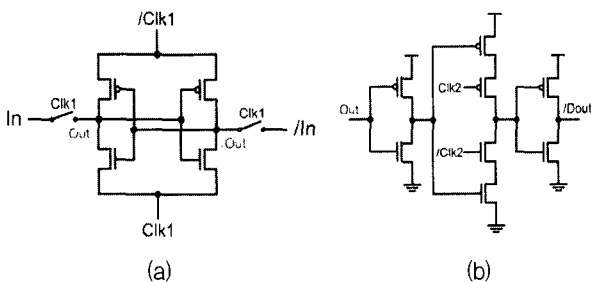 /Clk1
In
Clk1
Out
Clk1
/Out
/In
Clk1
(a)
Out
Clk2
/Clk2
/Dout
(b)